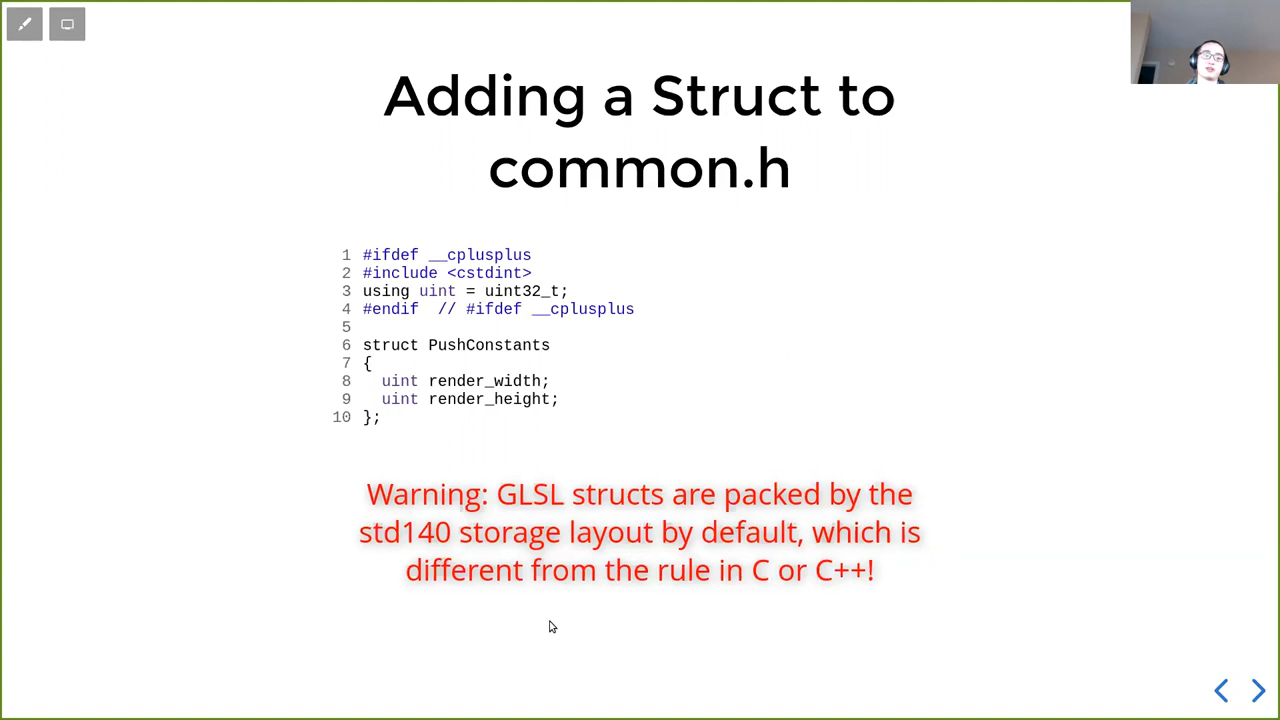 Adding a Struct to
common.h
1 #ifdef __cplusplus
2 #include <cstdint>
3 using uint = uint32_t;
4 #endif  // #ifdef __cplusplus
5
6 struct PushConstants
7 {
8   uint render_width;
9   uint render_height;
10 };
Warning: GLSL structs are packed by the
std140 storage layout by default, which is
different from the rule in C or C++!